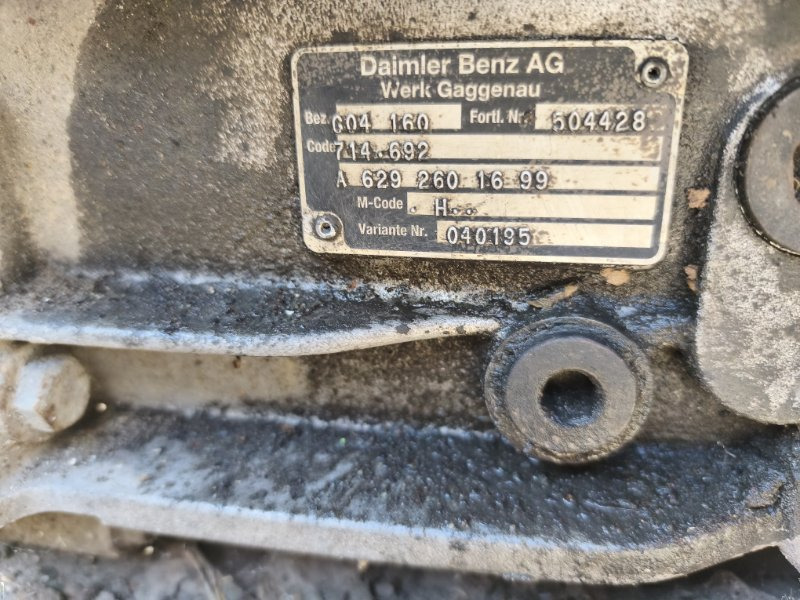 Daimler Benz AG
Werk Gaggenau
Bez. G04 160 Fortl. Nr. 504428
Code 714.692
A 629 260 16 99
M-Code .H..
Variante Nr. 040195